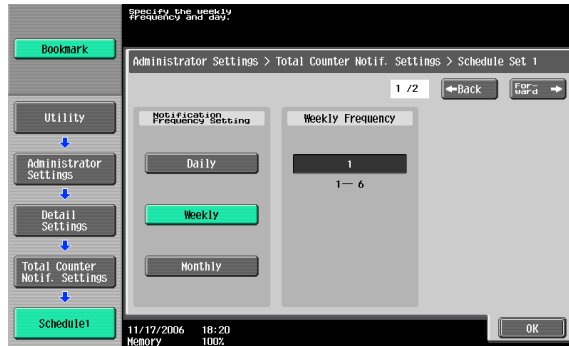 Specify the weekly
frequency and day.
Bookmark
Administrator Settings > Total Counter Notif. Settings > Schedule Set 1
1 /2
←Back
For-
ward →
Utility
Administrator
Settings
Detail
Settings
Total Counter
Notif. Settings
Schedule1
Notification
Frequency Setting
Daily
Weekly
Monthly
Weekly Frequency
1
1— 6
11/17/2006 18:20
Memory 100%
OK